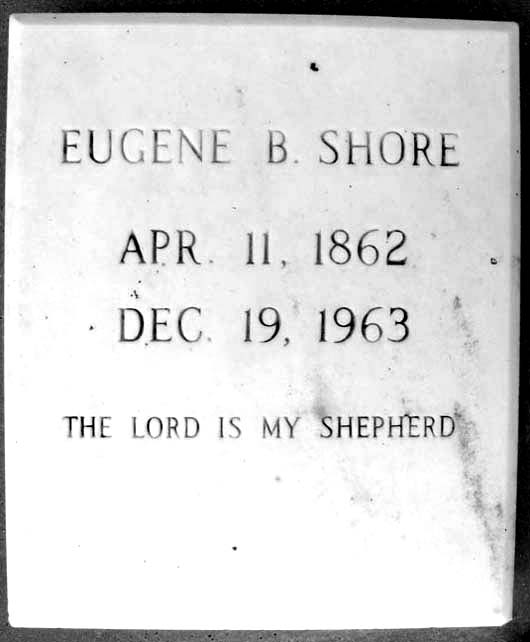 EUGENE B. SHORE
APR. 11, 1862
DEC. 19, 1963
THE LORD IS MY SHEPHERD